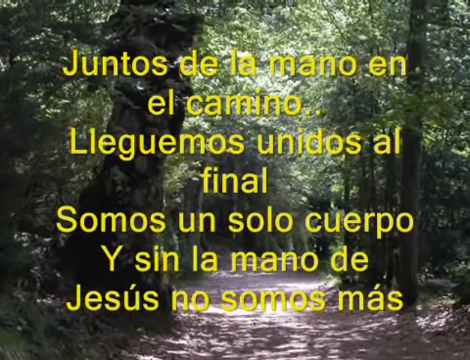 Juntos de la mano en
el camino..
Lleguemos unidos al
final
Somos un solo cuerpo
Y sin la mano de
Jesús no somos más